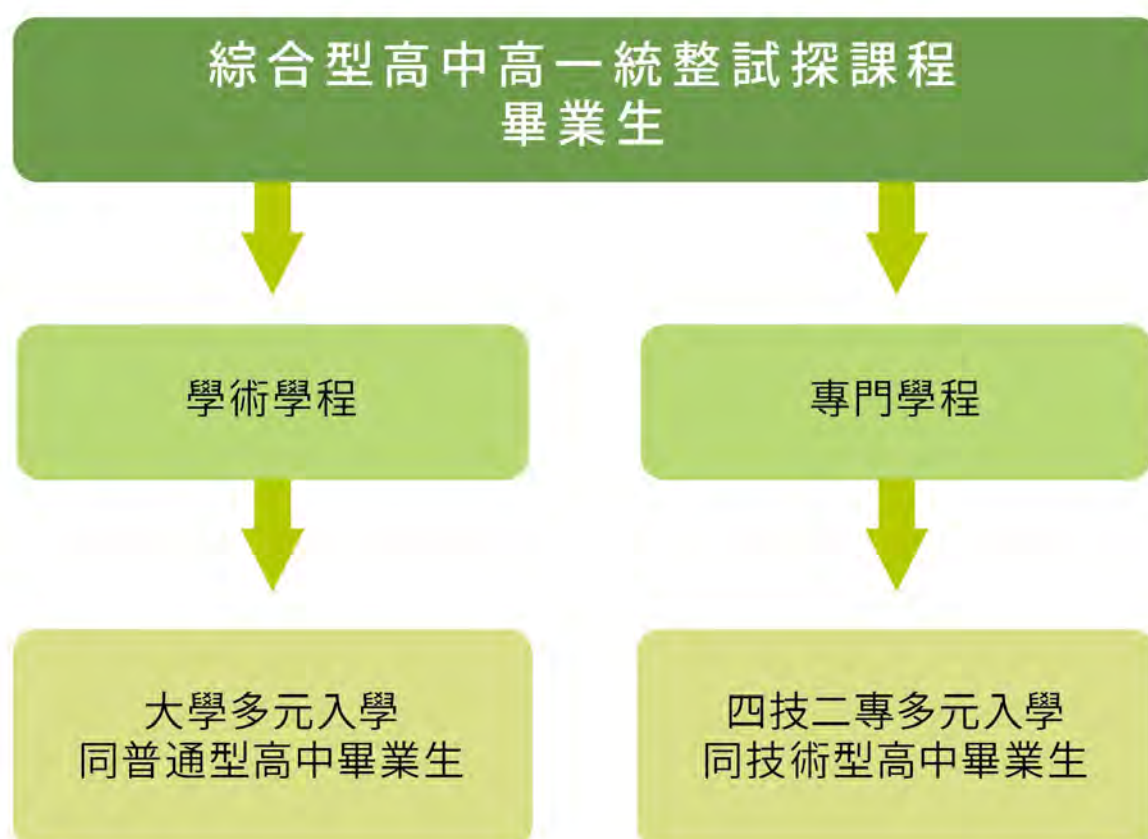 綜合型高中高一統整試探課程
畢業生
學術學程
專門學程
大學多元入學
同普通型高中畢業生
四技二專多元入學
同技術型高中畢業生